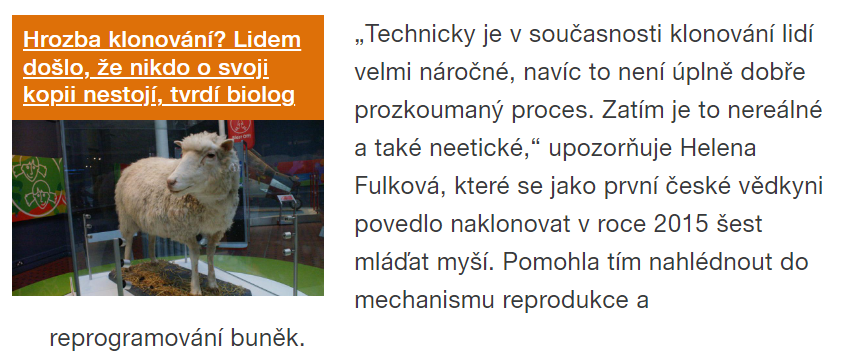 Hrozba klonování? Lidem
došlo, že nikdo o svoji
kopii nestojí, tvrdí biolog
„Technicky je v současnosti klonování lidí
velmi náročné, navíc to není úplně dobře
prozkoumaný proces. Zatím je to nereálné
a také neetické,“ upozorňuje Helena
Fulková, které se jako první české vědkyni
povedlo naklonovat v roce 2015 šest
mláďat myší. Pomohla tím nahlédnout do
mechanismu reprodukce a
reprogramování buněk.